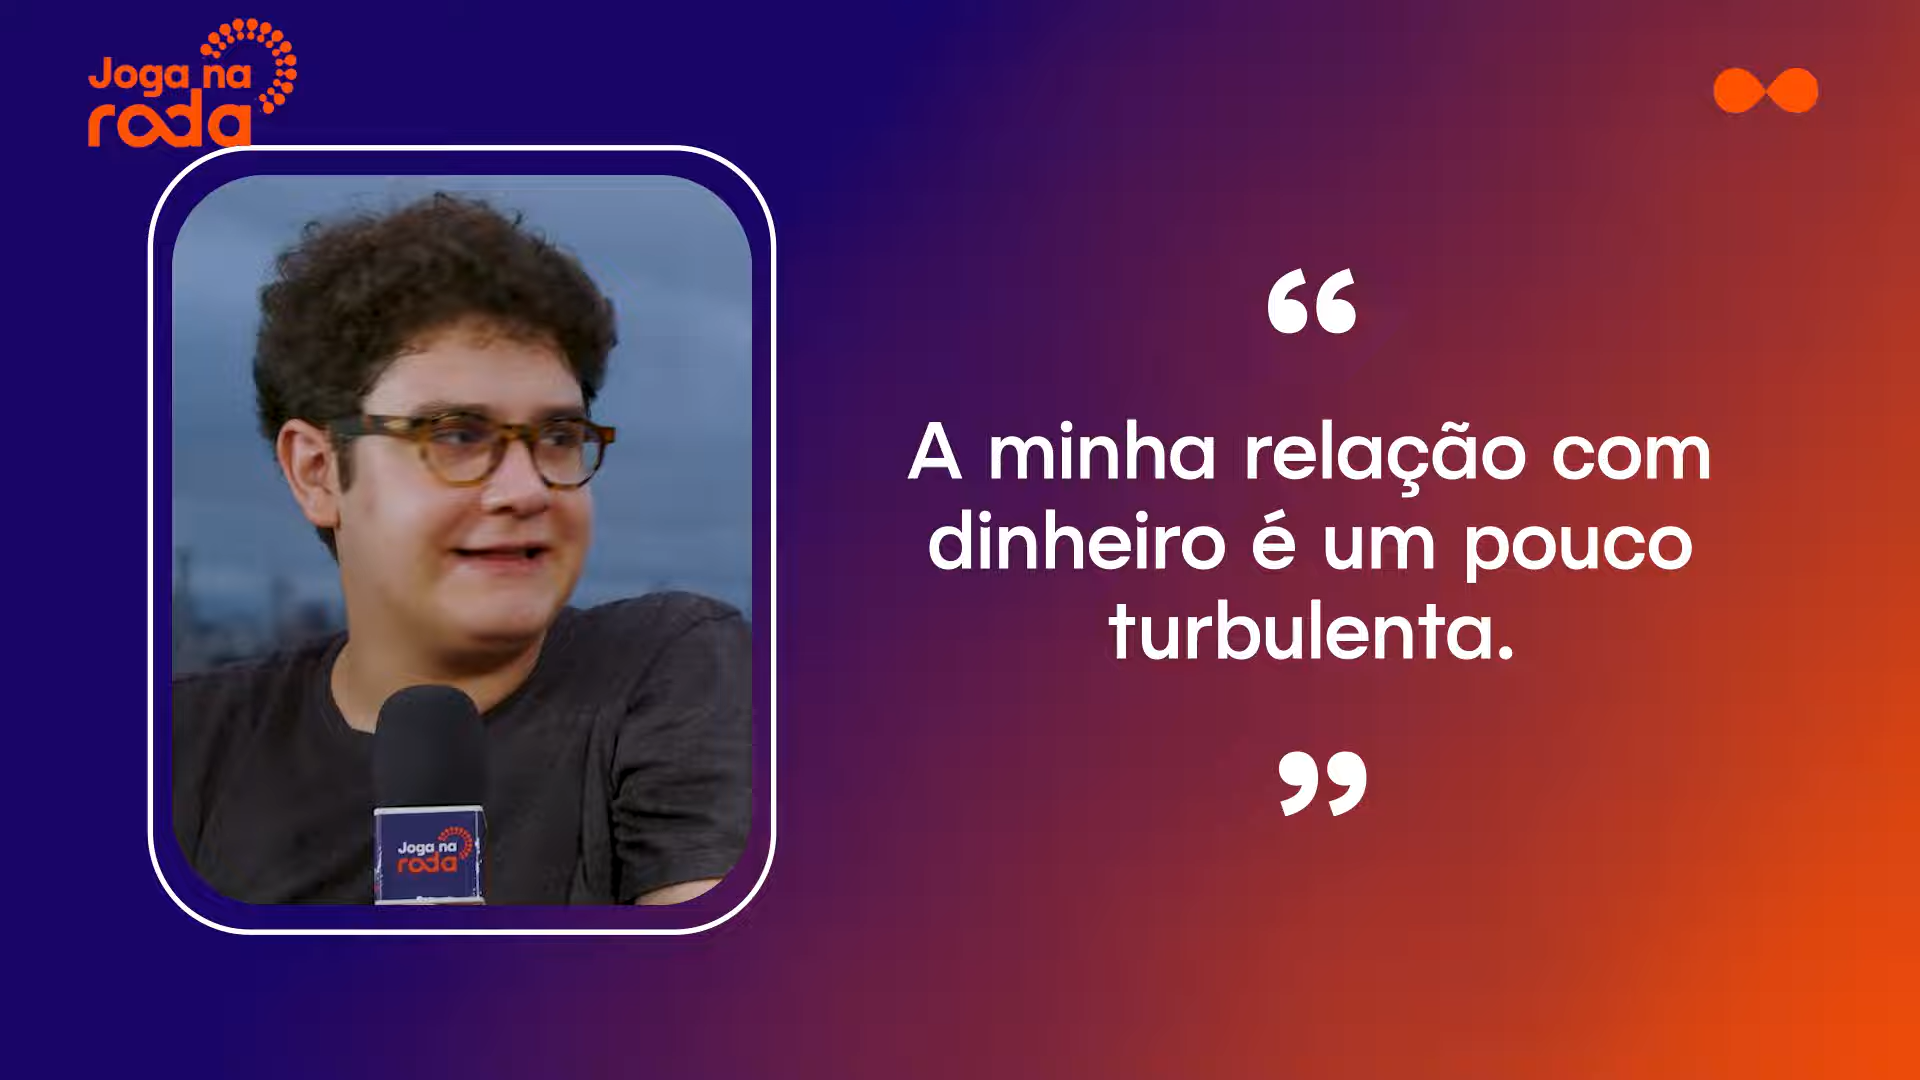 Joga na
roda
“
A minha relação com
dinheiro é um pouco
turbulenta.
”
Joga na
roda